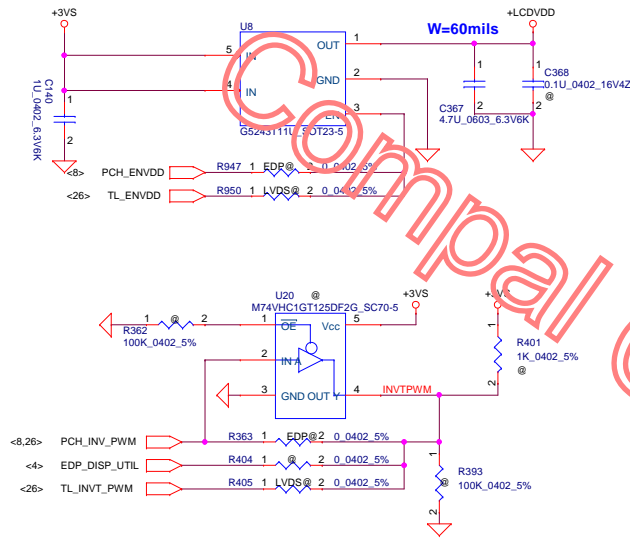 +3VS
U8
W=60mils
+LCDVDD
5 IN OUT 1
4 IN GND 2
EN 3
G5243T11U_SOT23-5
C140
1U_0402_6.3V6K
1
2
1
2
C367
4.7U_0603_6.3V6K
1
2
C368
0.1U_0402_16V4Z
@
<8> PCH_ENVDD R947 1 EDP@ 2 0_0402_5%
<26> TL_ENVDD R950 1 LVDS@ 2 0_0402_5%
Compal
U20 @
M74VHC1GT125DF2G_SC70-5
+3VS
+3VS
1 @ 2
R362
100K_0402_5%
1 OE Vcc 5
2 IN A
3 GND OUT Y 4
INVTPWM
1
R401
1K_0402_5%
@
2
<8,26> PCH_INV_PWM R363 1 EDP@ 2 0_0402_5%
<4> EDP_DISP_UTIL R404 1 @ 2 0_0402_5%
<26> TL_INVT_PWM R405 1 LVDS@ 2 0_0402_5%
1
R393
@
100K_0402_5%
2